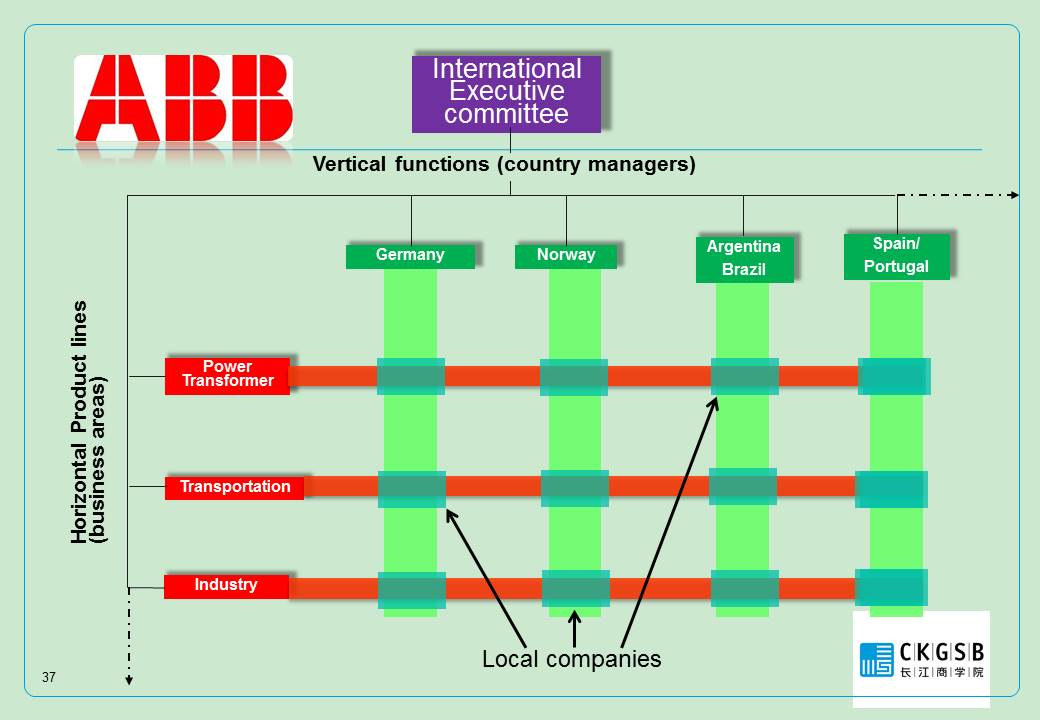 ABB
International
Executive
committee
Vertical functions (country managers)
Germany
Norway
Argentina
Brazil
Spain/
Portugal
Horizontal Product lines
(business areas)
Power
Transformer
Transportation
Industry
Local companies
CKGSB
长江商学院
37